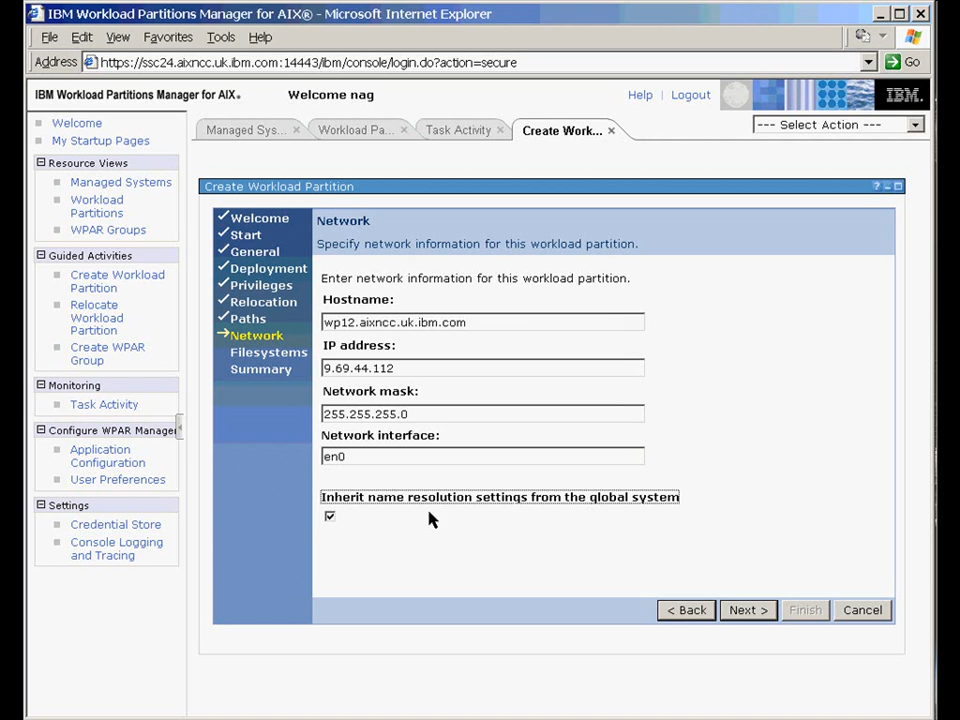 IBM Workload Partitions Manager for AIX® - Microsoft Internet Explorer
File Edit View Favorites Tools Help
Address https://ssc24.aixncc.uk.ibm.com:14443/ibm/console/login.do?action=secure Go
IBM Workload Partitions Manager for AIX® Welcome nag Help Logout IBM.
Welcome
My Startup Pages
Resource Views
Managed Systems
Workload
Partitions
WPAR Groups
Guided Activities
Create Workload
Partition
Relocate
Workload
Partition
Create WPAR
Group
Monitoring
Task Activity
Configure WPAR Manager
Application
Configuration
User Preferences
Settings
Credential Store
Console Logging
and Tracing
Managed Sys... Workload Pa... Task Activity Create Work... --- Select Action ---
Create Workload Partition
Welcome
Start
General
Deployment
Privileges
Relocation
Paths
Network
Filesystems
Summary
Network
Specify network information for this workload partition.
Enter network information for this workload partition.
Hostname:
wp12.aixncc.uk.ibm.com
IP address:
9.69.44.112
Network mask:
255.255.255.0
Network interface:
en0
Inherit name resolution settings from the global system
< Back Next > Finish Cancel